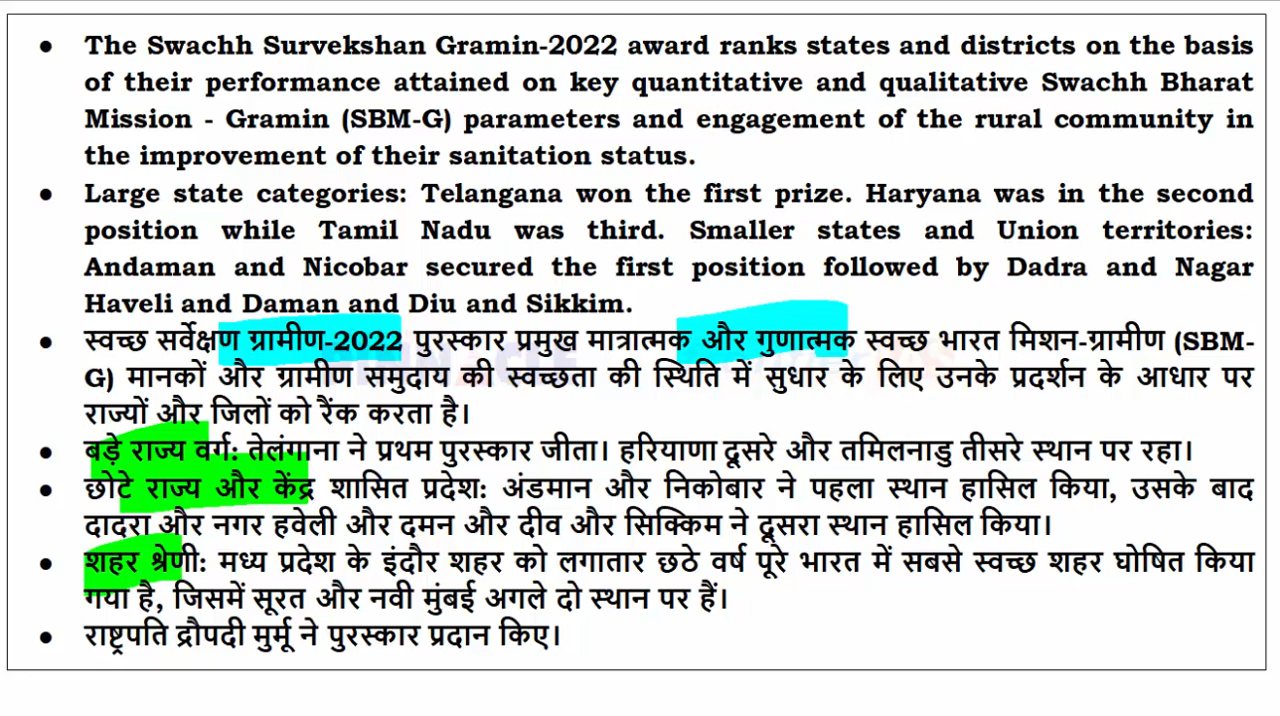 • The Swachh Survekshan Gramin-2022 award ranks states and districts on the basis
of their performance attained on key quantitative and qualitative Swachh Bharat
Mission - Gramin (SBM-G) parameters and engagement of the rural community in
the improvement of their sanitation status.
• Large state categories: Telangana won the first prize. Haryana was in the second
position while Tamil Nadu was third. Smaller states and Union territories:
Andaman and Nicobar secured the first position followed by Dadra and Nagar
Haveli and Daman and Diu and Sikkim.
• स्वच्छ सर्वेक्षण ग्रामीण-2022 पुरस्कार प्रमुख मात्रात्मक और गुणात्मक स्वच्छ भारत मिशन-ग्रामीण (SBM-
G) मानकों और ग्रामीण समुदाय की स्वच्छता की स्थिति में सुधार के लिए उनके प्रदर्शन के आधार पर
राज्यों और जिलों को रैंक करता है।
• बड़े राज्य वर्ग: तेलंगाना ने प्रथम पुरस्कार जीता। हरियाणा दूसरे और तमिलनाडु तीसरे स्थान पर रहा।
• छोटे राज्य और केंद्र शासित प्रदेश: अंडमान और निकोबार ने पहला स्थान हासिल किया, उसके बाद
दादरा और नगर हवेली और दमन और दीव और सिक्किम ने दूसरा स्थान हासिल किया।
• शहर श्रेणी: मध्य प्रदेश के इंदौर शहर को लगातार छठे वर्ष पूरे भारत में सबसे स्वच्छ शहर घोषित किया
गया है, जिसमें सूरत और नवी मुंबई अगले दो स्थान पर हैं।
• राष्ट्रपति द्रौपदी मुर्मू ने पुरस्कार प्रदान किए।